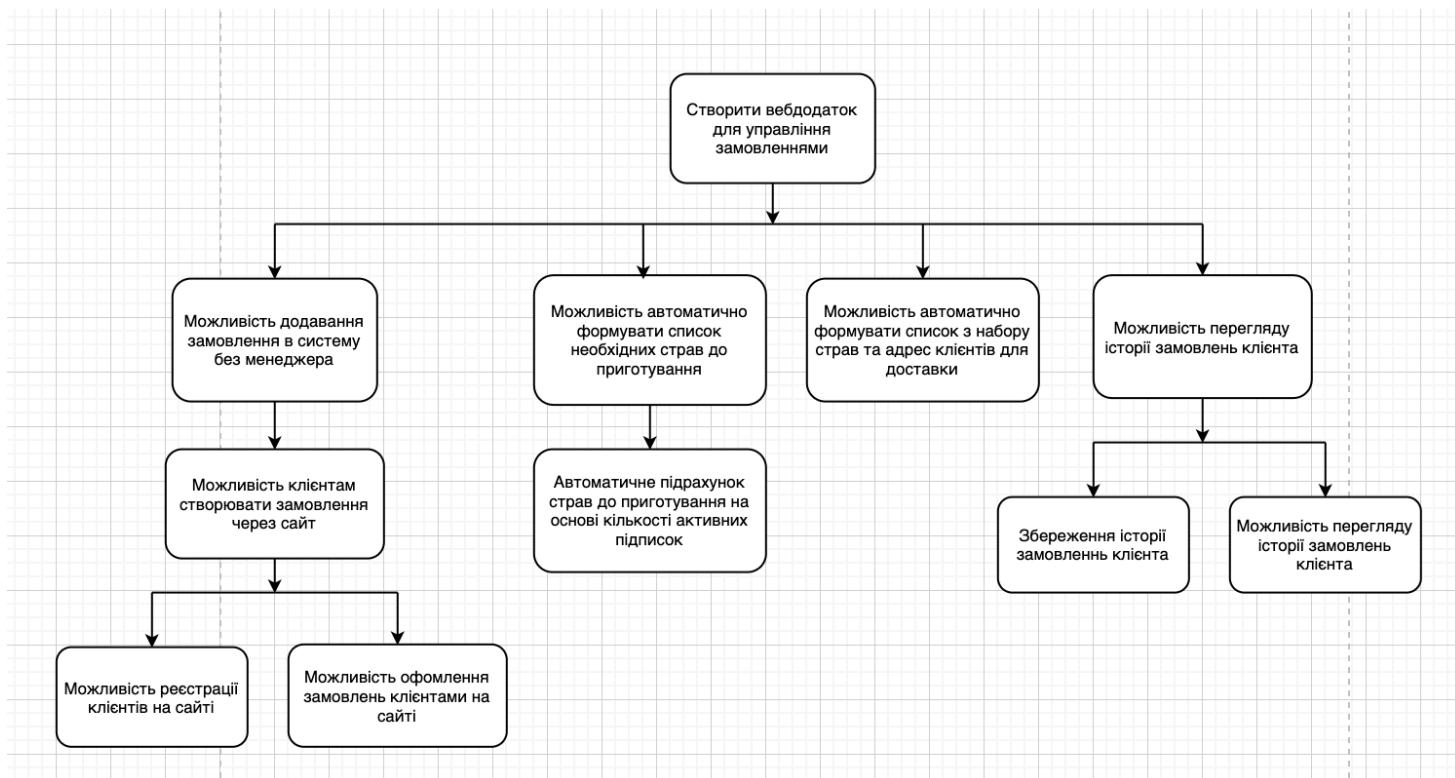 Створити вебдодаток
для управління
замовленнями
Можливість додавання
замовлення в систему
без менеджера
Можливість автоматично
формувати список
необхідних страв до
приготування
Можливість автоматично
формувати список з набору
страв та адрес клієнтів для
доставки
Можливість перегляду
історії замовлень клієнта
Можливість клієнтам
створювати замовлення
через сайт
Автоматичне підрахунок
страв до приготування на
основі кількості активних
підписок
Збереження історії
замовленнь клієнта
Можливість перегляду
історії замовлень
клієнта
Можливість реєстрації
клієнтів на сайті
Можливість офомлення
замовлень клієнтами на
сайті